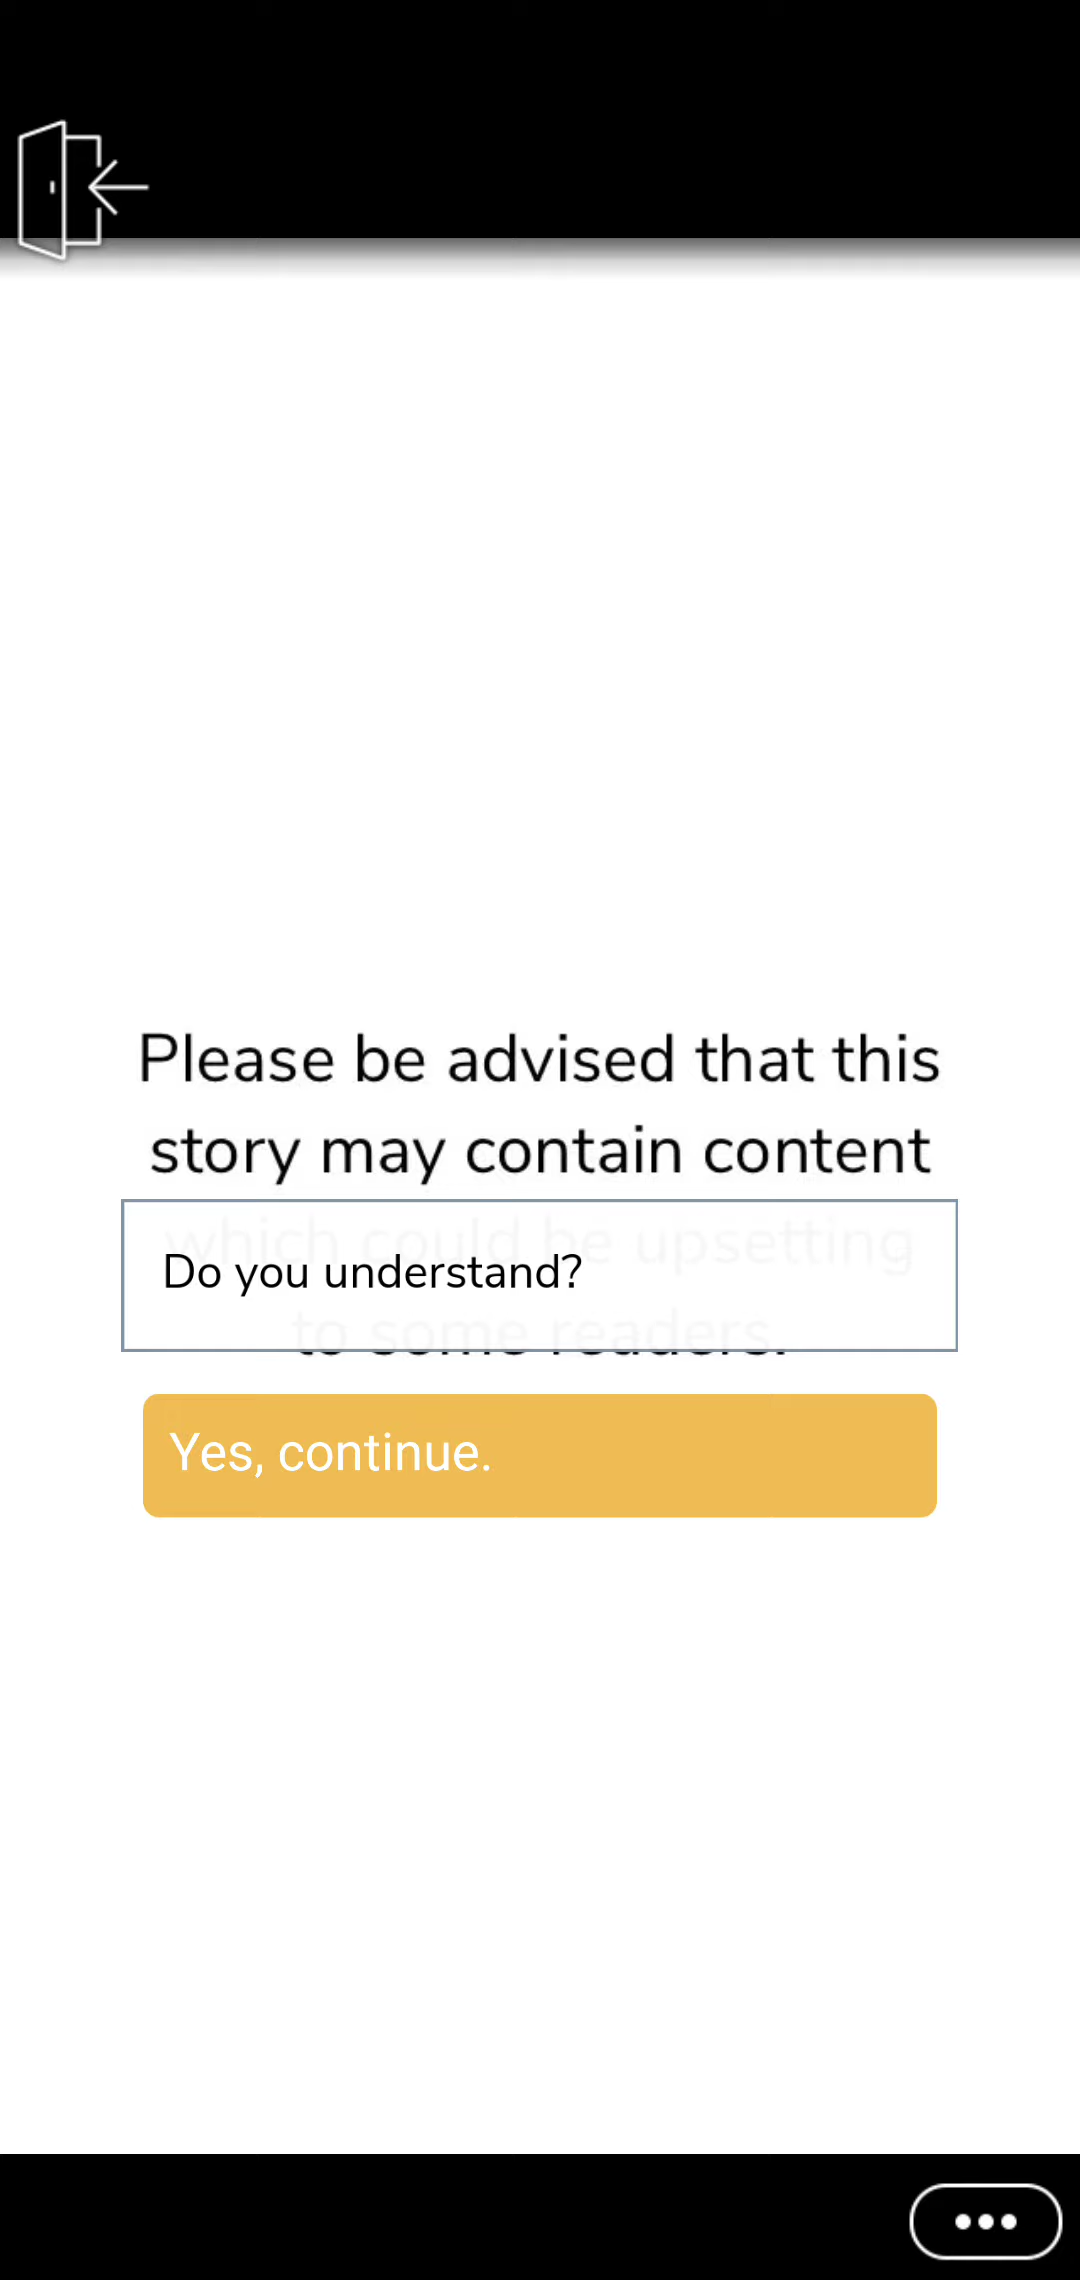 Please be advised that this
story may contain content
which could be upsetting
to some readers.
Do you understand?
Yes, continue.